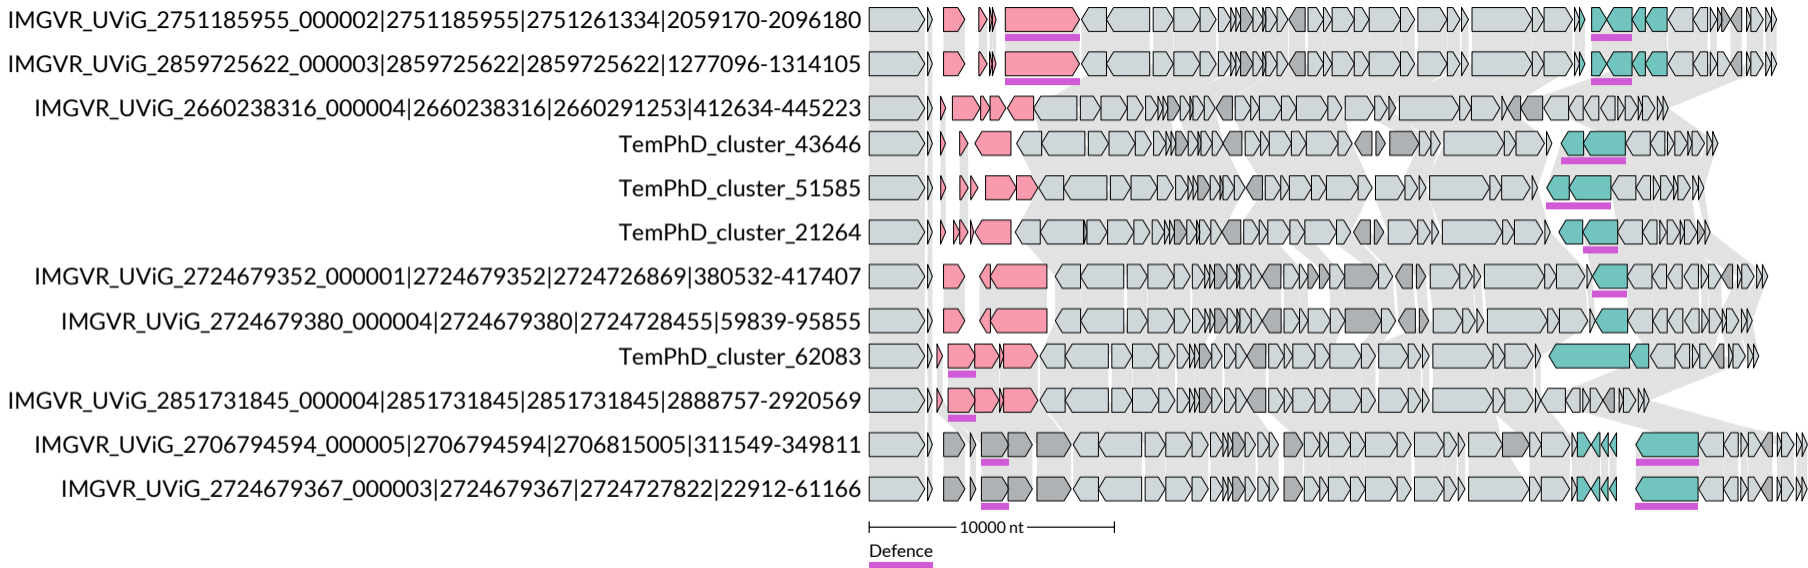 IMGVR_UViG_2751185955_000002|2751185955|2751261334|2059170-2096180
IMGVR_UViG_2859725622_000003|2859725622|2859725622|1277096-1314105
IMGVR_UViG_2660238316_000004|2660238316|2660291253|412634-445223
TemPhD_cluster_43646
TemPhD_cluster_51585
TemPhD_cluster_21264
IMGVR_UViG_2724679352_000001|2724679352|2724726869|380532-417407
IMGVR_UViG_2724679380_000004|2724679380|2724728455|59839-95855
TemPhD_cluster_62083
IMGVR_UViG_2851731845_000004|2851731845|2851731845|2888757-2920569
IMGVR_UViG_2706794594_000005|2706794594|2706815005|311549-349811
IMGVR_UViG_2724679367_000003|2724679367|2724727822|22912-61166
10000 nt
Defence